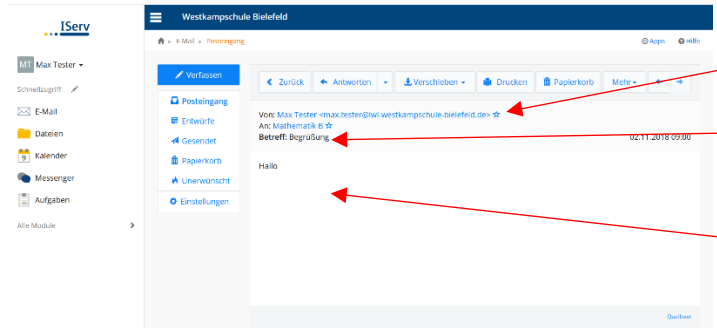 IServ
Westkampschule Bielefeld
E-Mail » Posteingang
Apps
Hilfe
MT Max Tester
Schnellzugriff
E-Mail
Dateien
Kalender
Messenger
Aufgaben
Alle Module
Verfassen
Posteingang
Entwürfe
Gesendet
Papierkorb
Unerwünscht
Einstellungen
Zurück
Antworten
Verschieben
Drucken
Papierkorb
Mehr
Von: Max Tester <max.tester@lwl-westkampschule-bielefeld.de>
An: Mathematik 8
Betreff: Begrüßung
02.11.2018 09:00
Hallo
Quelltext